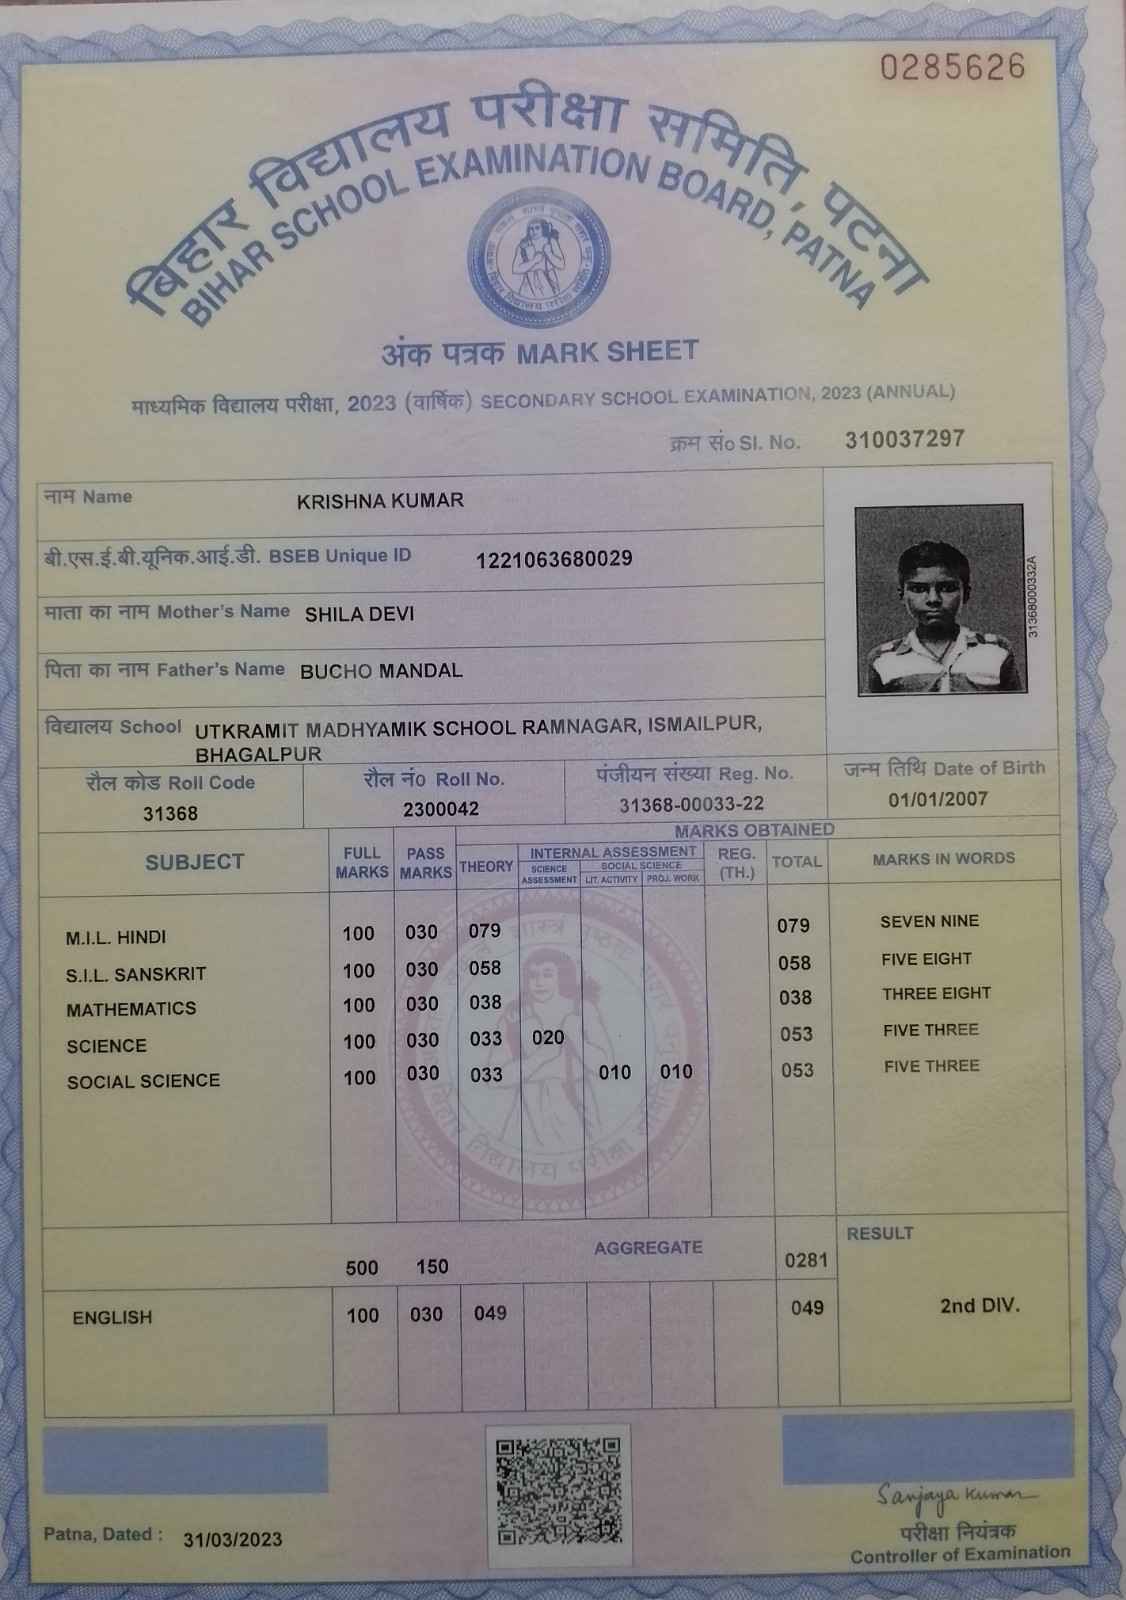 0285626
बिहार विद्यालय परीक्षा समिति, पटना
BIHAR SCHOOL EXAMINATION BOARD, PATNA
अंक पत्रक MARK SHEET
माध्यमिक विद्यालय परीक्षा, 2023 (वार्षिक) SECONDARY SCHOOL EXAMINATION, 2023 (ANNUAL)
क्रम सं० Sl. No. 310037297
नाम Name KRISHNA KUMAR
बी.एस.ई.बी.यूनिक.आई.डी. BSEB Unique ID 1221063680029
माता का नाम Mother's Name SHILA DEVI
पिता का नाम Father's Name BUCHO MANDAL
31368000332A
विद्यालय School UTKRAMIT MADHYAMIK SCHOOL RAMNAGAR, ISMAILPUR,
BHAGALPUR
रौल कोड Roll Code रौल नं० Roll No. पंजीयन संख्या Reg. No. जन्म तिथि Date of Birth
31368 2300042 31368-00033-22 01/01/2007
MARKS OBTAINED
SUBJECT FULL MARKS PASS MARKS THEORY INTERNAL ASSESSMENT REG. (TH.) TOTAL MARKS IN WORDS
SCIENCE ASSESSMENT SOCIAL SCIENCE
LIT. ACTIVITY PROJ. WORK
M.I.L. HINDI 100 030 079 079 SEVEN NINE
S.I.L. SANSKRIT 100 030 058 058 FIVE EIGHT
MATHEMATICS 100 030 038 038 THREE EIGHT
SCIENCE 100 030 033 020 053 FIVE THREE
SOCIAL SCIENCE 100 030 033 010 010 053 FIVE THREE
500 150 AGGREGATE 0281 RESULT
ENGLISH 100 030 049 049 2nd DIV.
Sanjaya Kumar
Patna, Dated : 31/03/2023
परीक्षा नियंत्रक
Controller of Examination